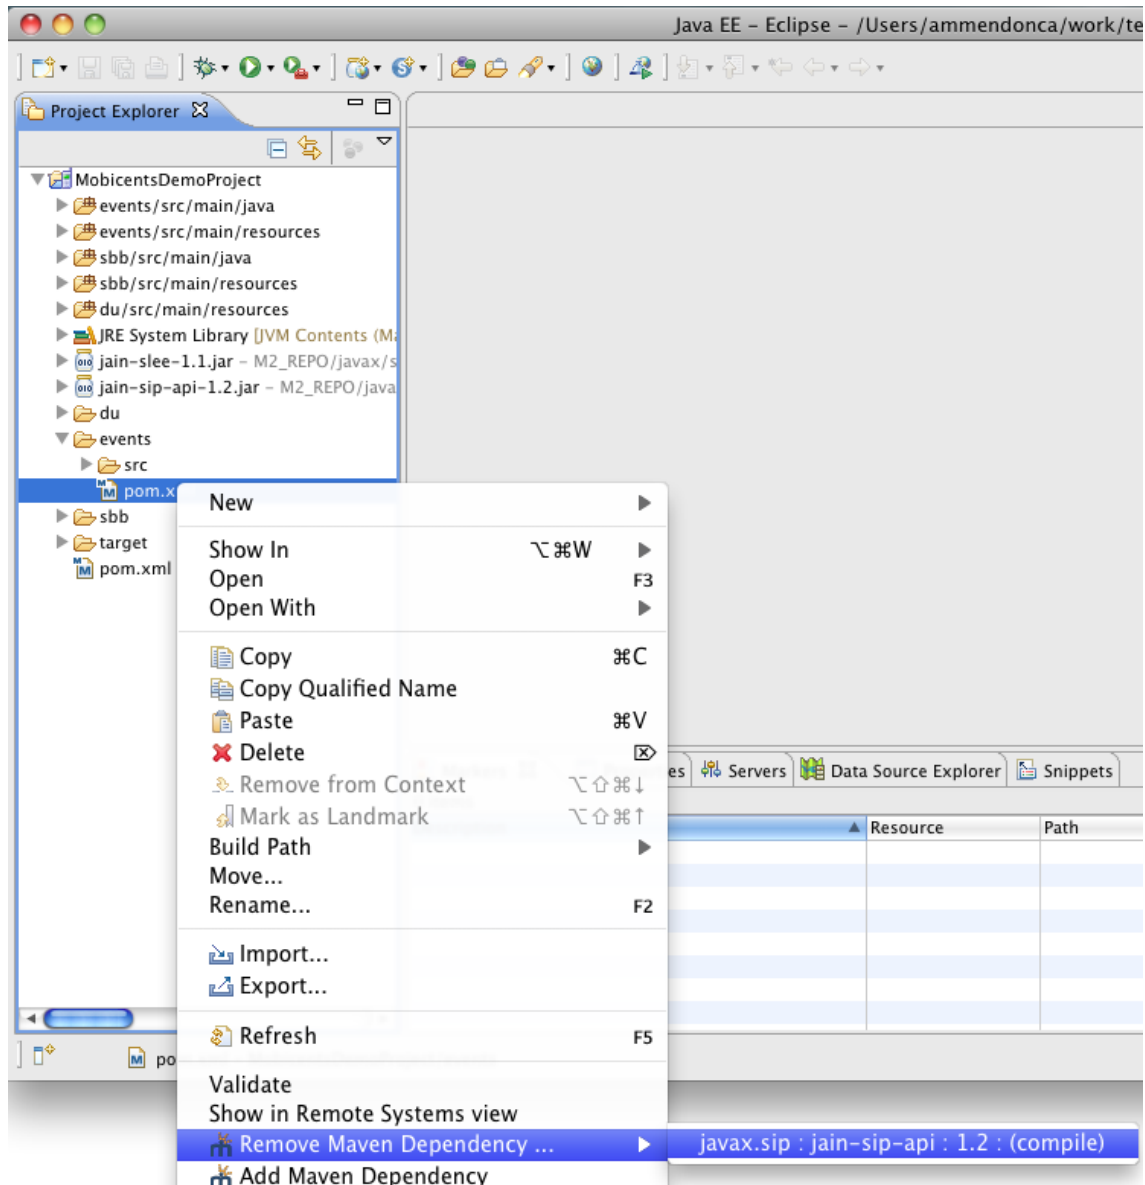 Java EE – Eclipse – /Users/ammendonca/work/te
Project Explorer
MobicentsDemoProject
events/src/main/java
events/src/main/resources
sbb/src/main/java
sbb/src/main/resources
du/src/main/resources
JRE System Library [JVM Contents (Ma
jain-slee-1.1.jar – M2_REPO/javax/s
jain-sip-api-1.2.jar – M2_REPO/java
du
events
src
pom.x
sbb
target
pom.xml
New
Show In ⌥⌘W
Open F3
Open With
Copy ⌘C
Copy Qualified Name
Paste ⌘V
Delete ⌦
Remove from Context ⌥⇧⌘↓
Mark as Landmark ⌥⇧⌘↑
Build Path
Move...
Rename... F2
Import...
Export...
Refresh F5
Validate
Show in Remote Systems view
Remove Maven Dependency ...
Add Maven Dependency
javax.sip : jain-sip-api : 1.2 : (compile)
es Servers Data Source Explorer Snippets
Resource Path
po